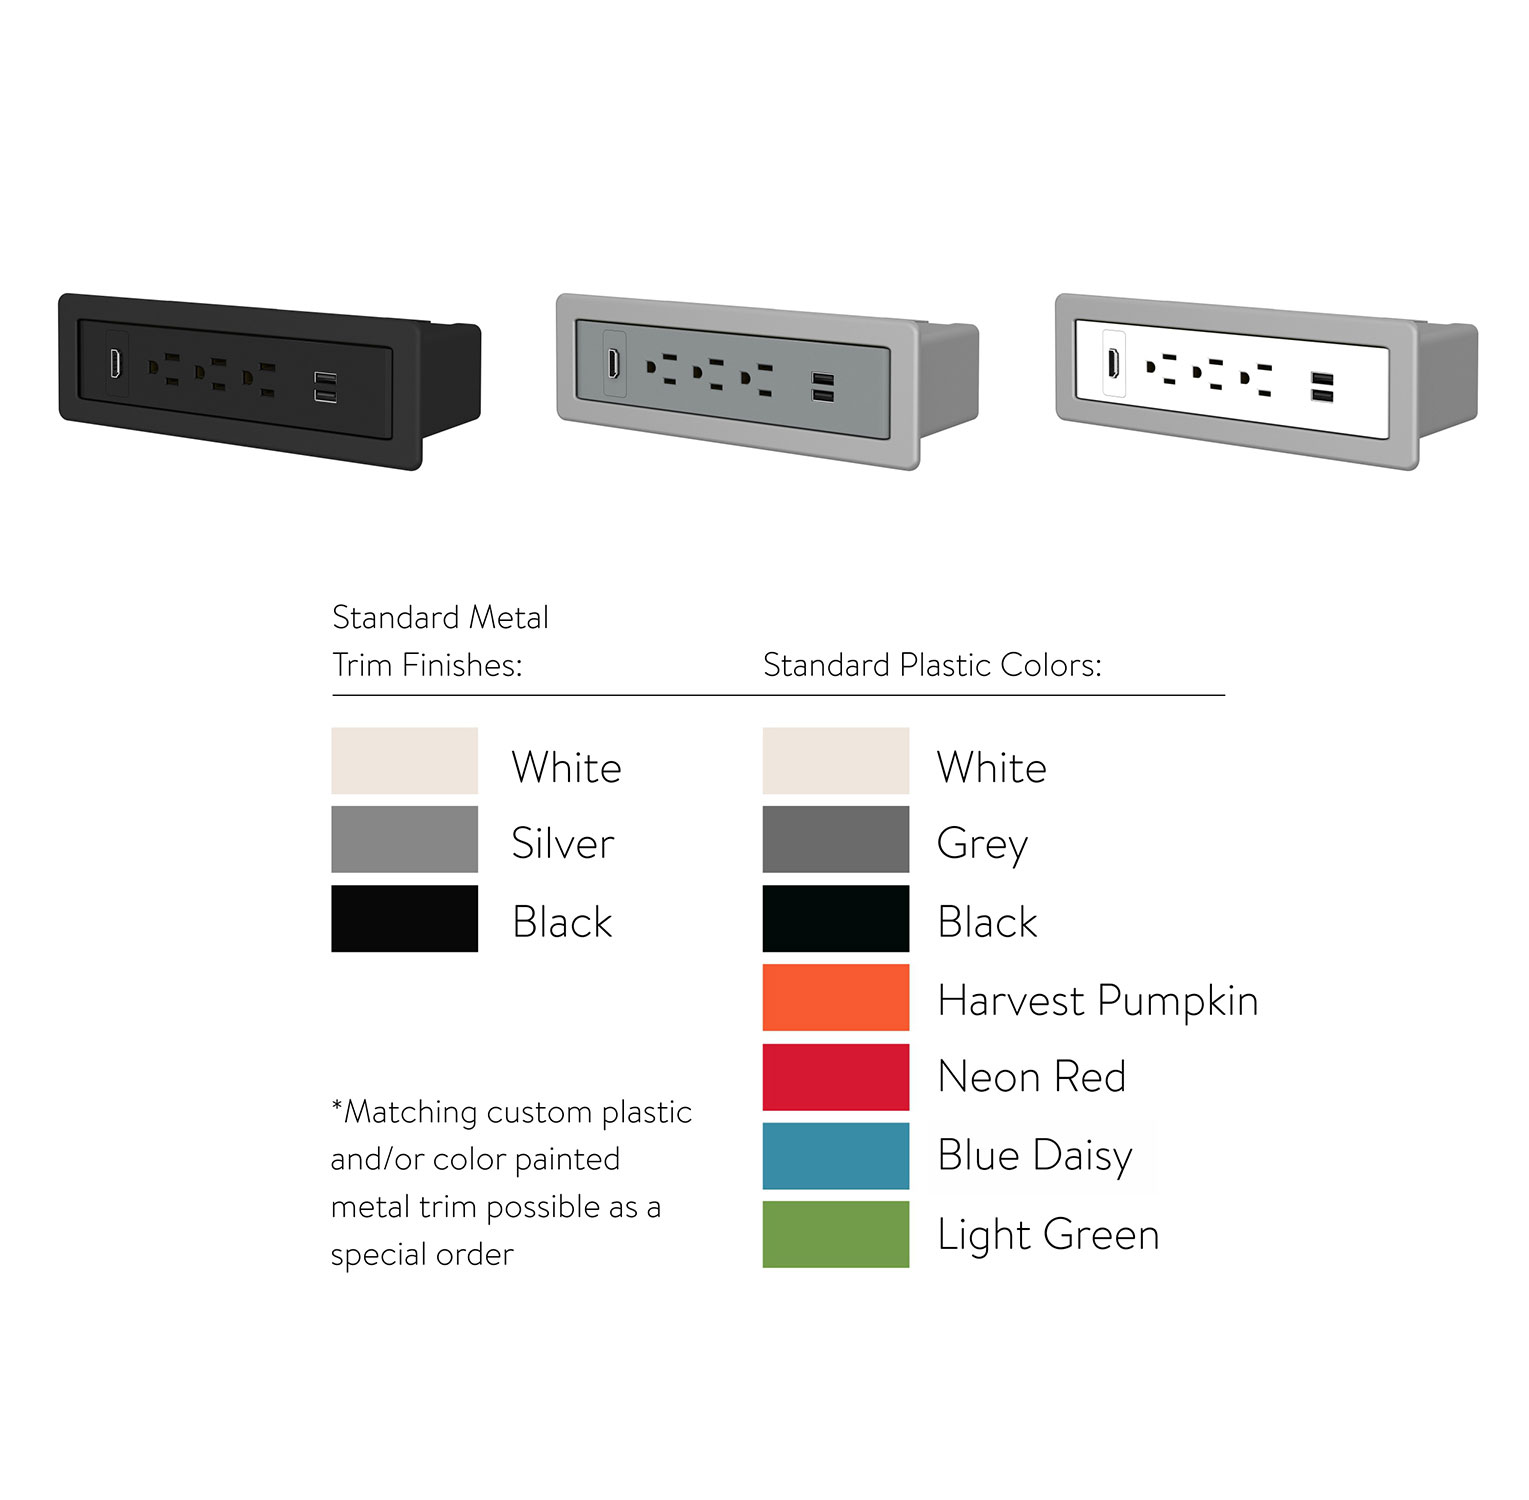 Standard Metal
Trim Finishes:
White
Silver
Black
*Matching custom plastic
and/or color painted
metal trim possible as a
special order
Standard Plastic Colors:
White
Grey
Black
Harvest Pumpkin
Neon Red
Blue Daisy
Light Green